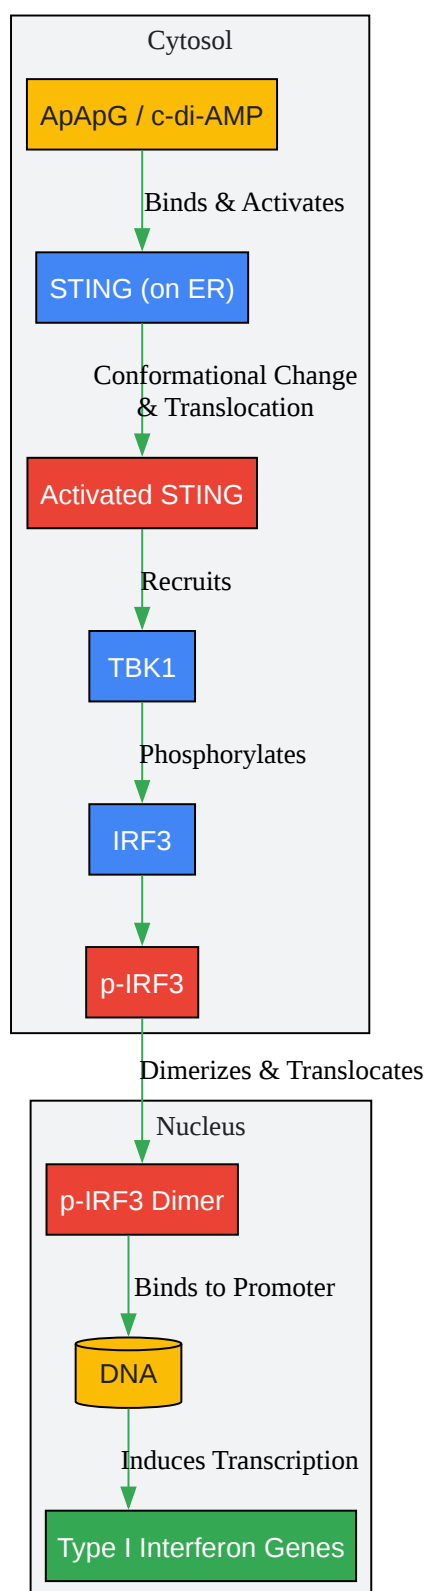 Cytosol
ApApG / c-di-AMP
Binds & Activates
STING (on ER)
Conformational Change
& Translocation
Activated STING
Recruits
TBK1
Phosphorylates
IRF3
p-IRF3
Dimerizes & Translocates
Nucleus
p-IRF3 Dimer
Binds to Promoter
DNA
Induces Transcription
Type I Interferon Genes